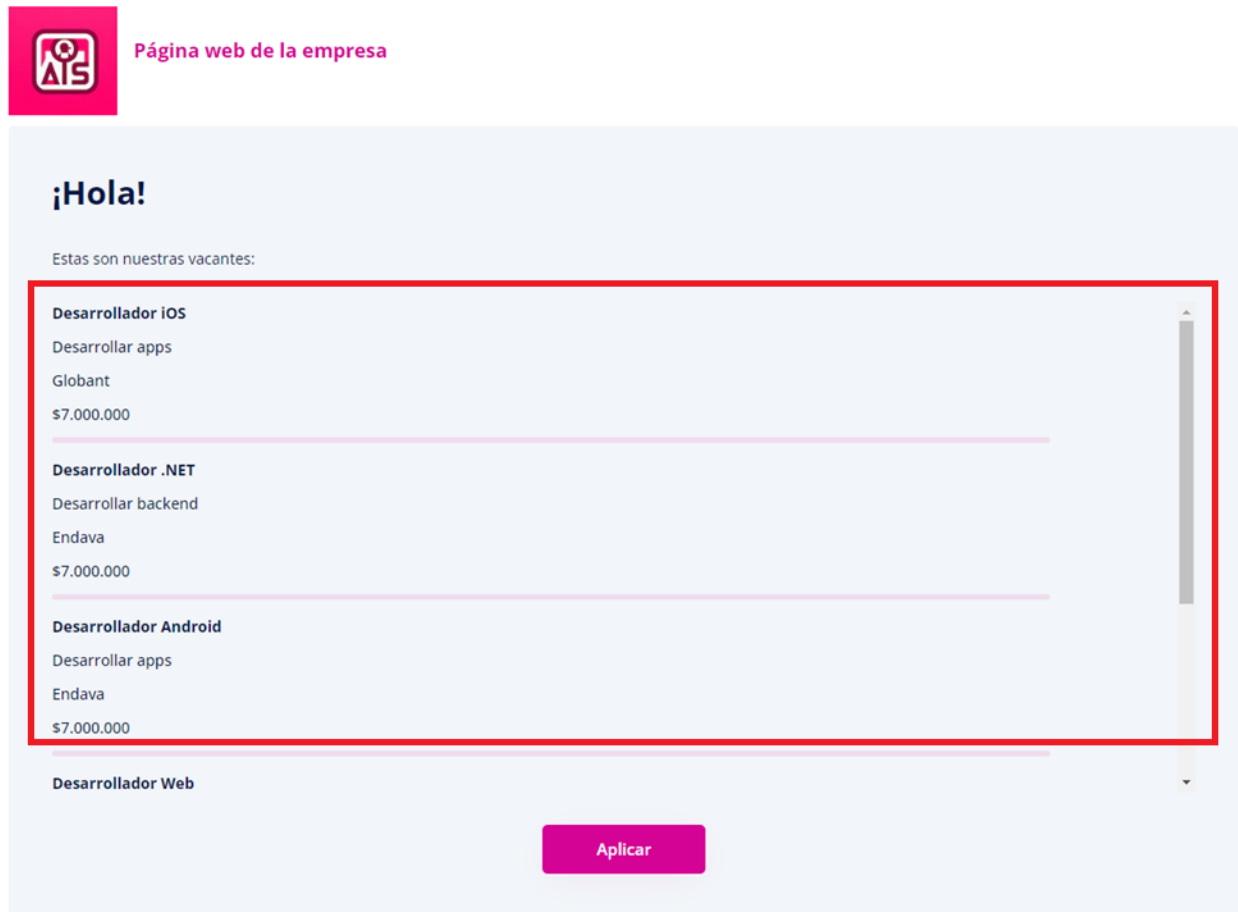 ATS
Página web de la empresa
¡Hola!
Estas son nuestras vacantes:
Desarrollador iOS
Desarrollar apps
Globant
$7.000.000
Desarrollador .NET
Desarrollar backend
Endava
$7.000.000
Desarrollador Android
Desarrollar apps
Endava
$7.000.000
Desarrollador Web
Aplicar